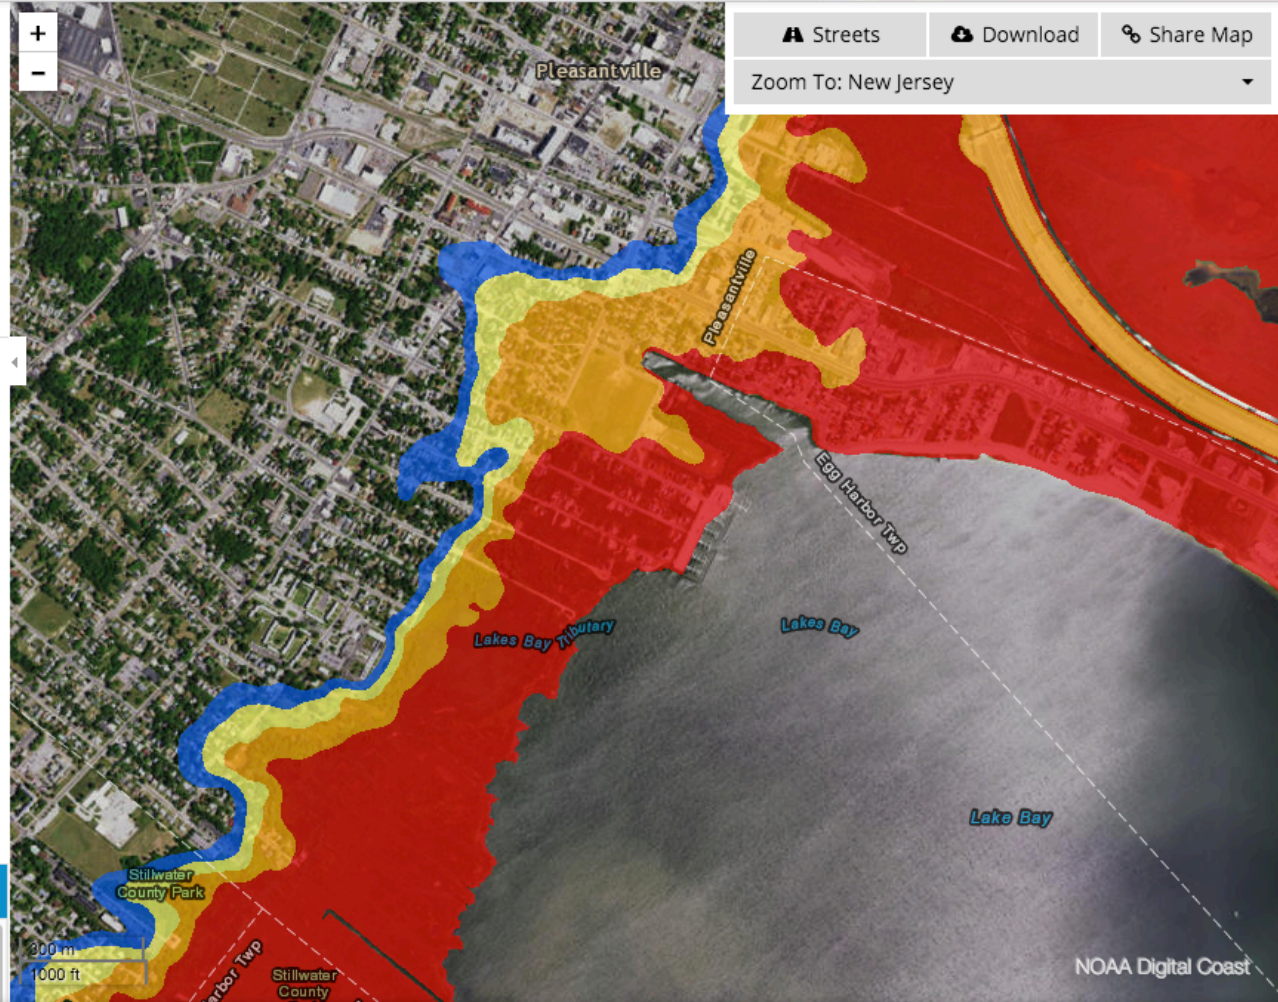 +
−
Streets
Download
Share Map
Zoom To: New Jersey
Pleasantville
Pleasantville
Egg Harbor Twp
Lakes Bay Tributary
Lakes Bay
Lake Bay
Stillwater
County Park
300 m
1000 ft
arbor Twp
Stillwater
County
NOAA Digital Coast